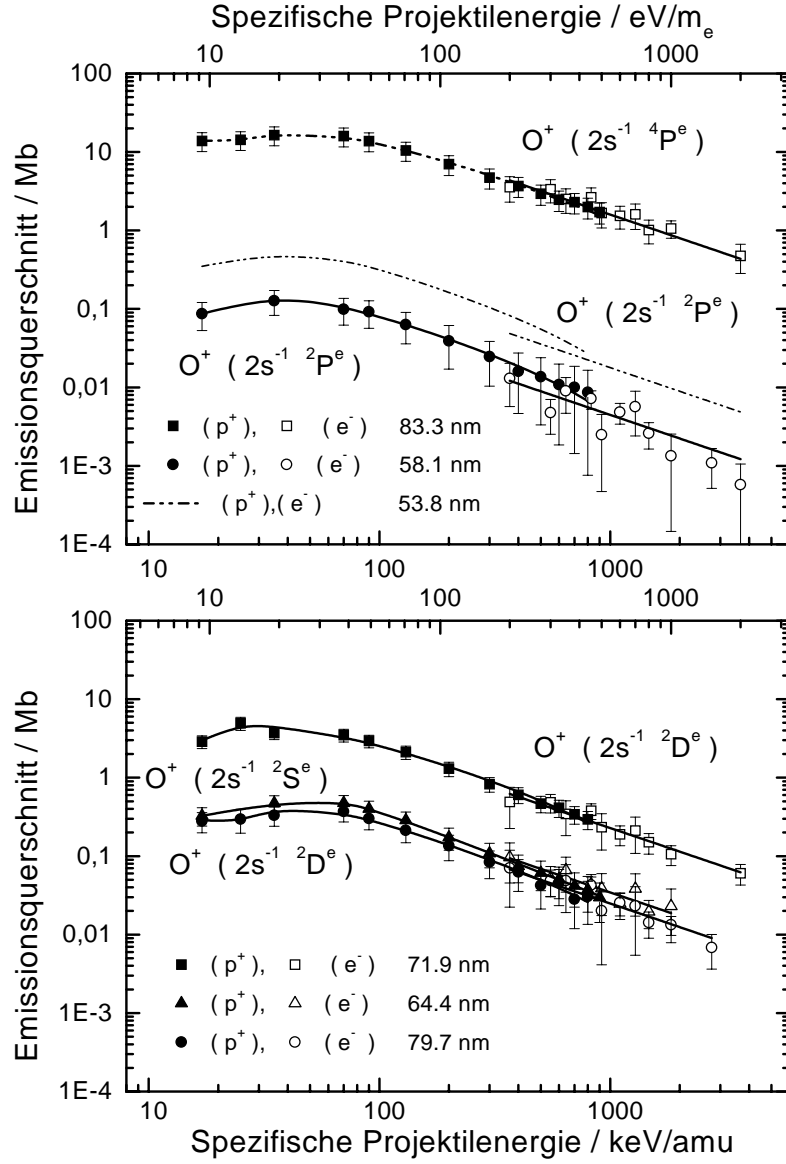 Spezifische Projektilenergie / eV/mₑ
10 100 1000
100
10
1
0,1
0,01
1E-3
1E-4
Emissionsquerschnitt / Mb
O⁺ ( 2s⁻¹ ⁴Pᵉ )
O⁺ ( 2s⁻¹ ²Pᵉ )
O⁺ ( 2s⁻¹ ²Pᵉ )
( p⁺ ), ( e⁻ ) 83.3 nm
( p⁺ ), ( e⁻ ) 58.1 nm
( p⁺ ),( e⁻ ) 53.8 nm
10 100 1000
10 100 1000
100
10
1
0,1
0,01
1E-3
1E-4
Emissionsquerschnitt / Mb
O⁺ ( 2s⁻¹ ²Dᵉ )
O⁺ ( 2s⁻¹ ²Sᵉ )
O⁺ ( 2s⁻¹ ²Dᵉ )
( p⁺ ), ( e⁻ ) 71.9 nm
( p⁺ ), ( e⁻ ) 64.4 nm
( p⁺ ), ( e⁻ ) 79.7 nm
10 100 1000
Spezifische Projektilenergie / keV/amu